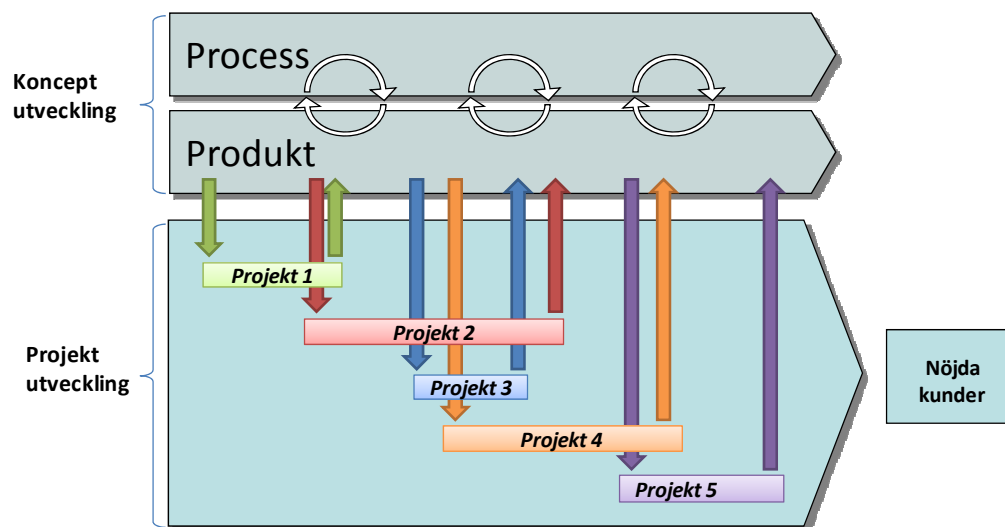 Process
Koncept
utveckling
Produkt
Projekt 1
Projekt 2
Projekt
utveckling
Projekt 3
Nöjda
kunder
Projekt 4
Projekt 5